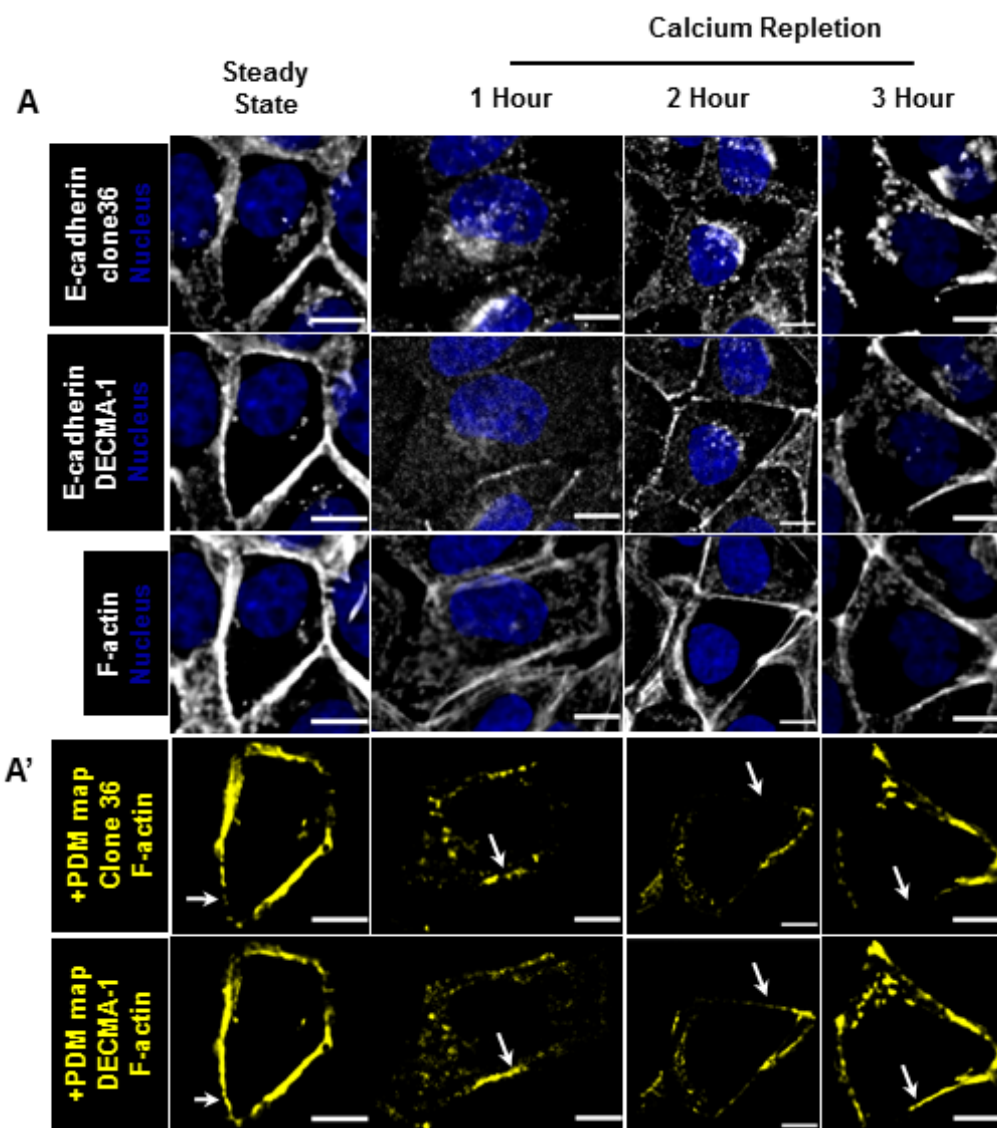 Calcium Repletion
Steady
State
1 Hour
2 Hour
3 Hour
A
E-cadherin
clone36
Nucleus
E-cadherin
DECMA-1
Nucleus
F-actin
Nucleus
A'
+PDM map
Clone 36
F-actin
+PDM map
DECMA-1
F-actin